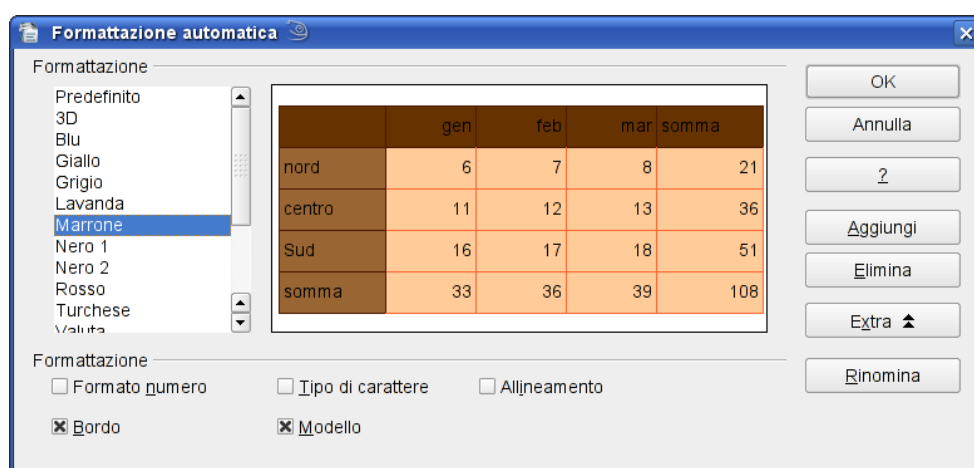 Formattazione automatica
Formattazione
Predefinito
3D
Blu
Giallo
Grigio
Lavanda
Marrone
Nero 1
Nero 2
Rosso
Turchese
Valuta
gen feb mar somma
nord 6 7 8 21
centro 11 12 13 36
Sud 16 17 18 51
somma 33 36 39 108
OK
Annulla
?
Aggiungi
Elimina
Extra
Rinomina
Formattazione
Formato numero Tipo di carattere Allineamento
Bordo Modello